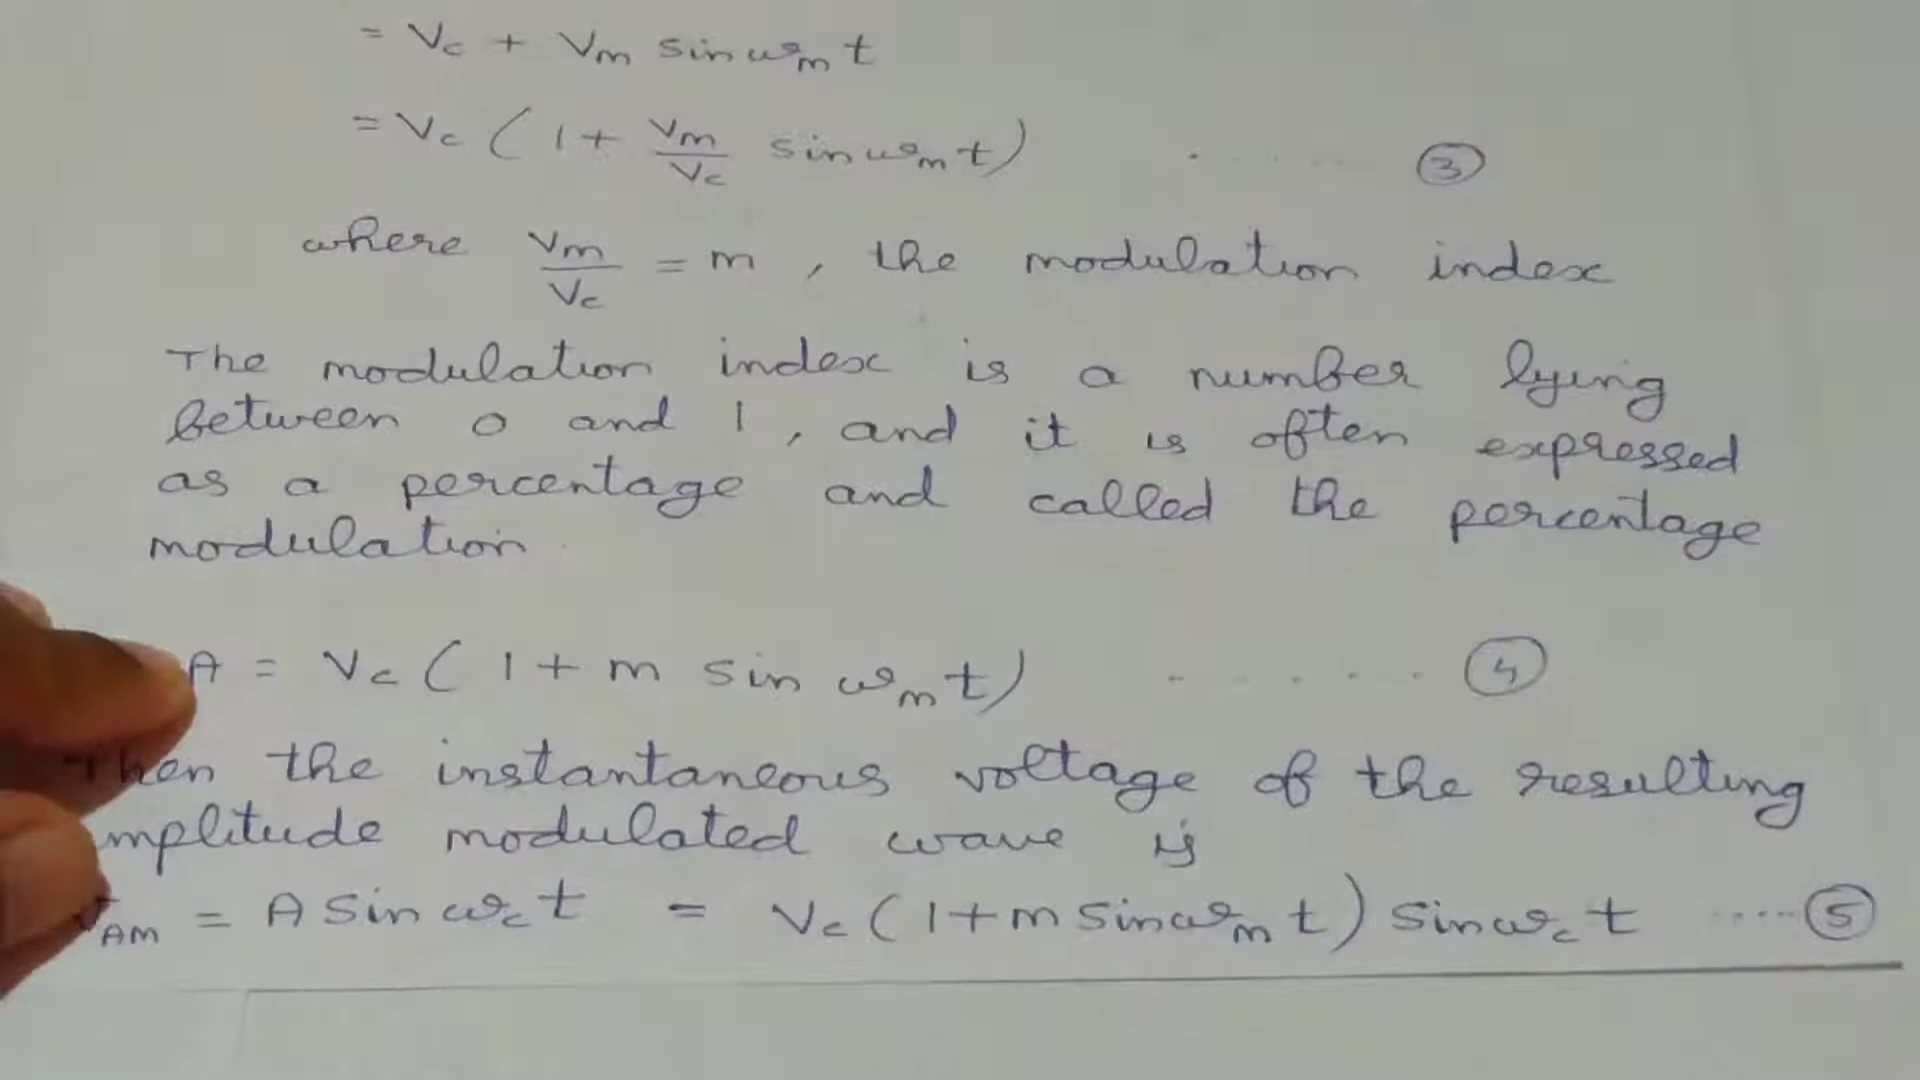 = Vc + Vm sin ωm t
= Vc ( 1 + Vm/Vc sin ωm t ) . . . . . . ③
where Vm/Vc = m , the modulation index
The modulation index is a number lying
between 0 and 1 , and it is often expressed
as a percentage and called the percentage
modulation .
A = Vc ( 1 + m sin ωm t ) . . . . . . ④
Then the instantaneous voltage of the resulting
mplitude modulated wave is
vAM = A sin ωc t = Vc ( 1 + m sin ωm t ) sin ωc t ..... ⑤